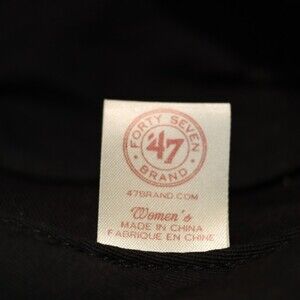 FORTY SEVEN
'47
BRAND
47BRAND.COM
Women's
MADE IN CHINA
FABRIQUE EN CHINE